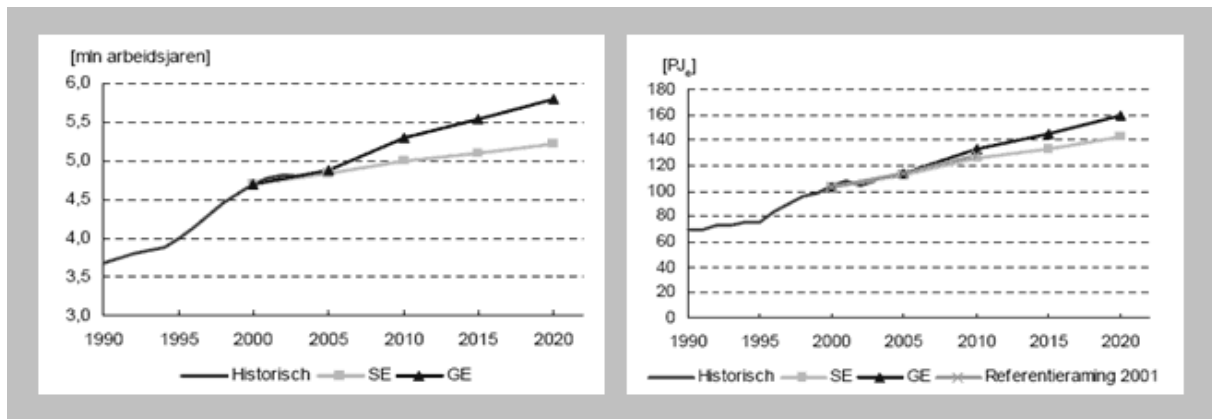 [mln arbeidsjaren]
6,0
5,5
5,0
4,5
4,0
3,5
3,0
1990 1995 2000 2005 2010 2015 2020
Historisch SE GE
[PJe]
180
160
140
120
100
80
60
40
20
0
1990 1995 2000 2005 2010 2015 2020
Historisch SE GE Referentieraming 2001